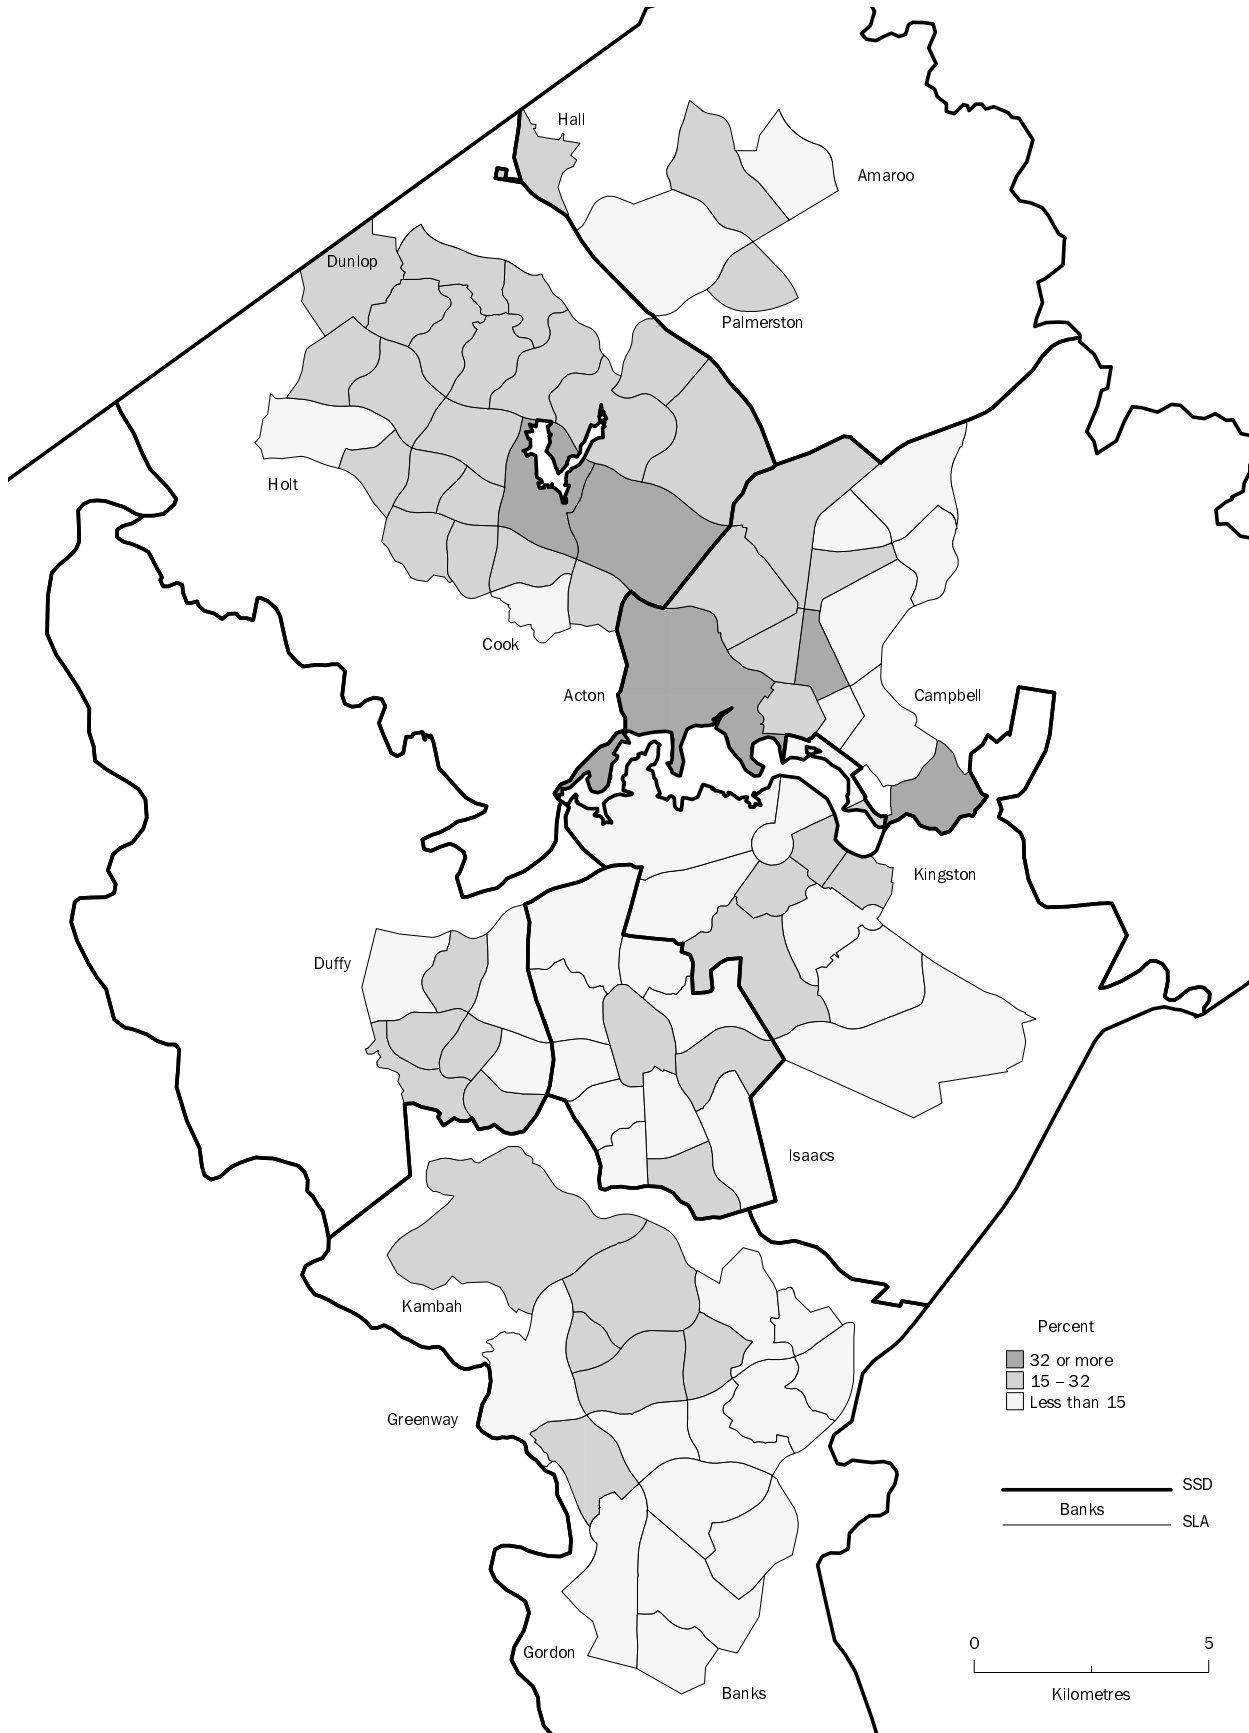 Hall
Amaroo
Dunlop
Palmerston
Holt
Cook
Acton
Campbell
Kingston
Duffy
Isaacs
Kambah
Percent
32 or more
15 – 32
Less than 15
Greenway
SSD
Banks
SLA
Gordon
Banks
0 5
Kilometres